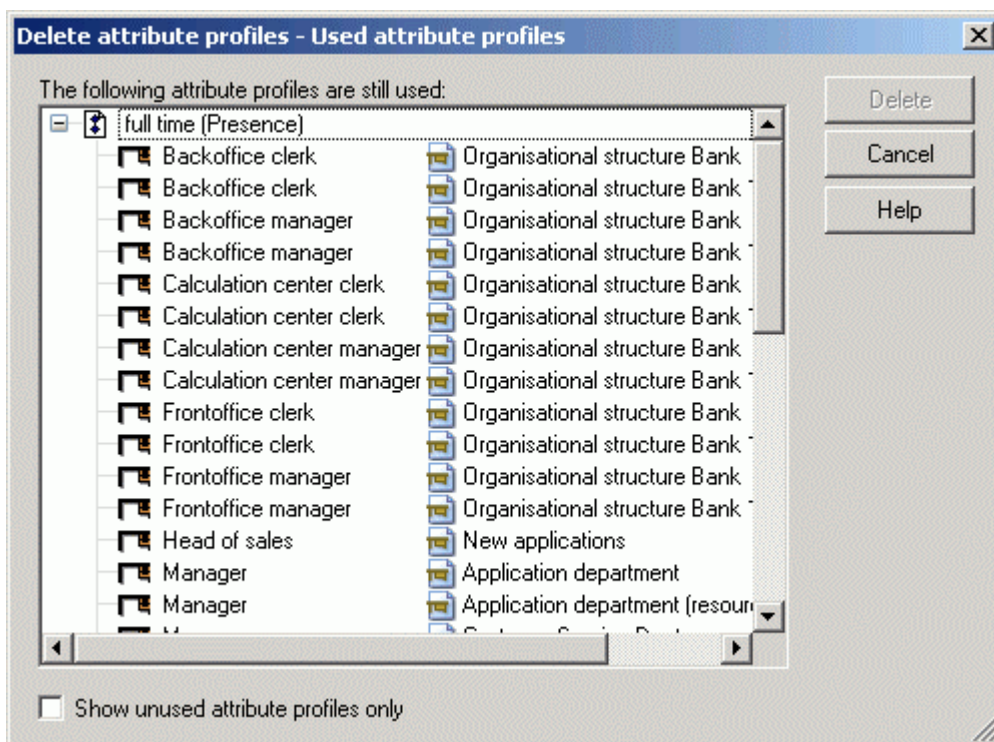 Delete attribute profiles - Used attribute profiles
The following attribute profiles are still used:
Delete
full time (Presence)
Backoffice clerk Organisational structure Bank
Cancel
Backoffice clerk Organisational structure Bank
Backoffice manager Organisational structure Bank
Help
Backoffice manager Organisational structure Bank
Calculation center clerk Organisational structure Bank
Calculation center clerk Organisational structure Bank
Calculation center manager Organisational structure Bank
Calculation center manager Organisational structure Bank
Frontoffice clerk Organisational structure Bank
Frontoffice clerk Organisational structure Bank
Frontoffice manager Organisational structure Bank
Frontoffice manager Organisational structure Bank
Head of sales New applications
Manager Application department
Manager Application department (resour
Show unused attribute profiles only